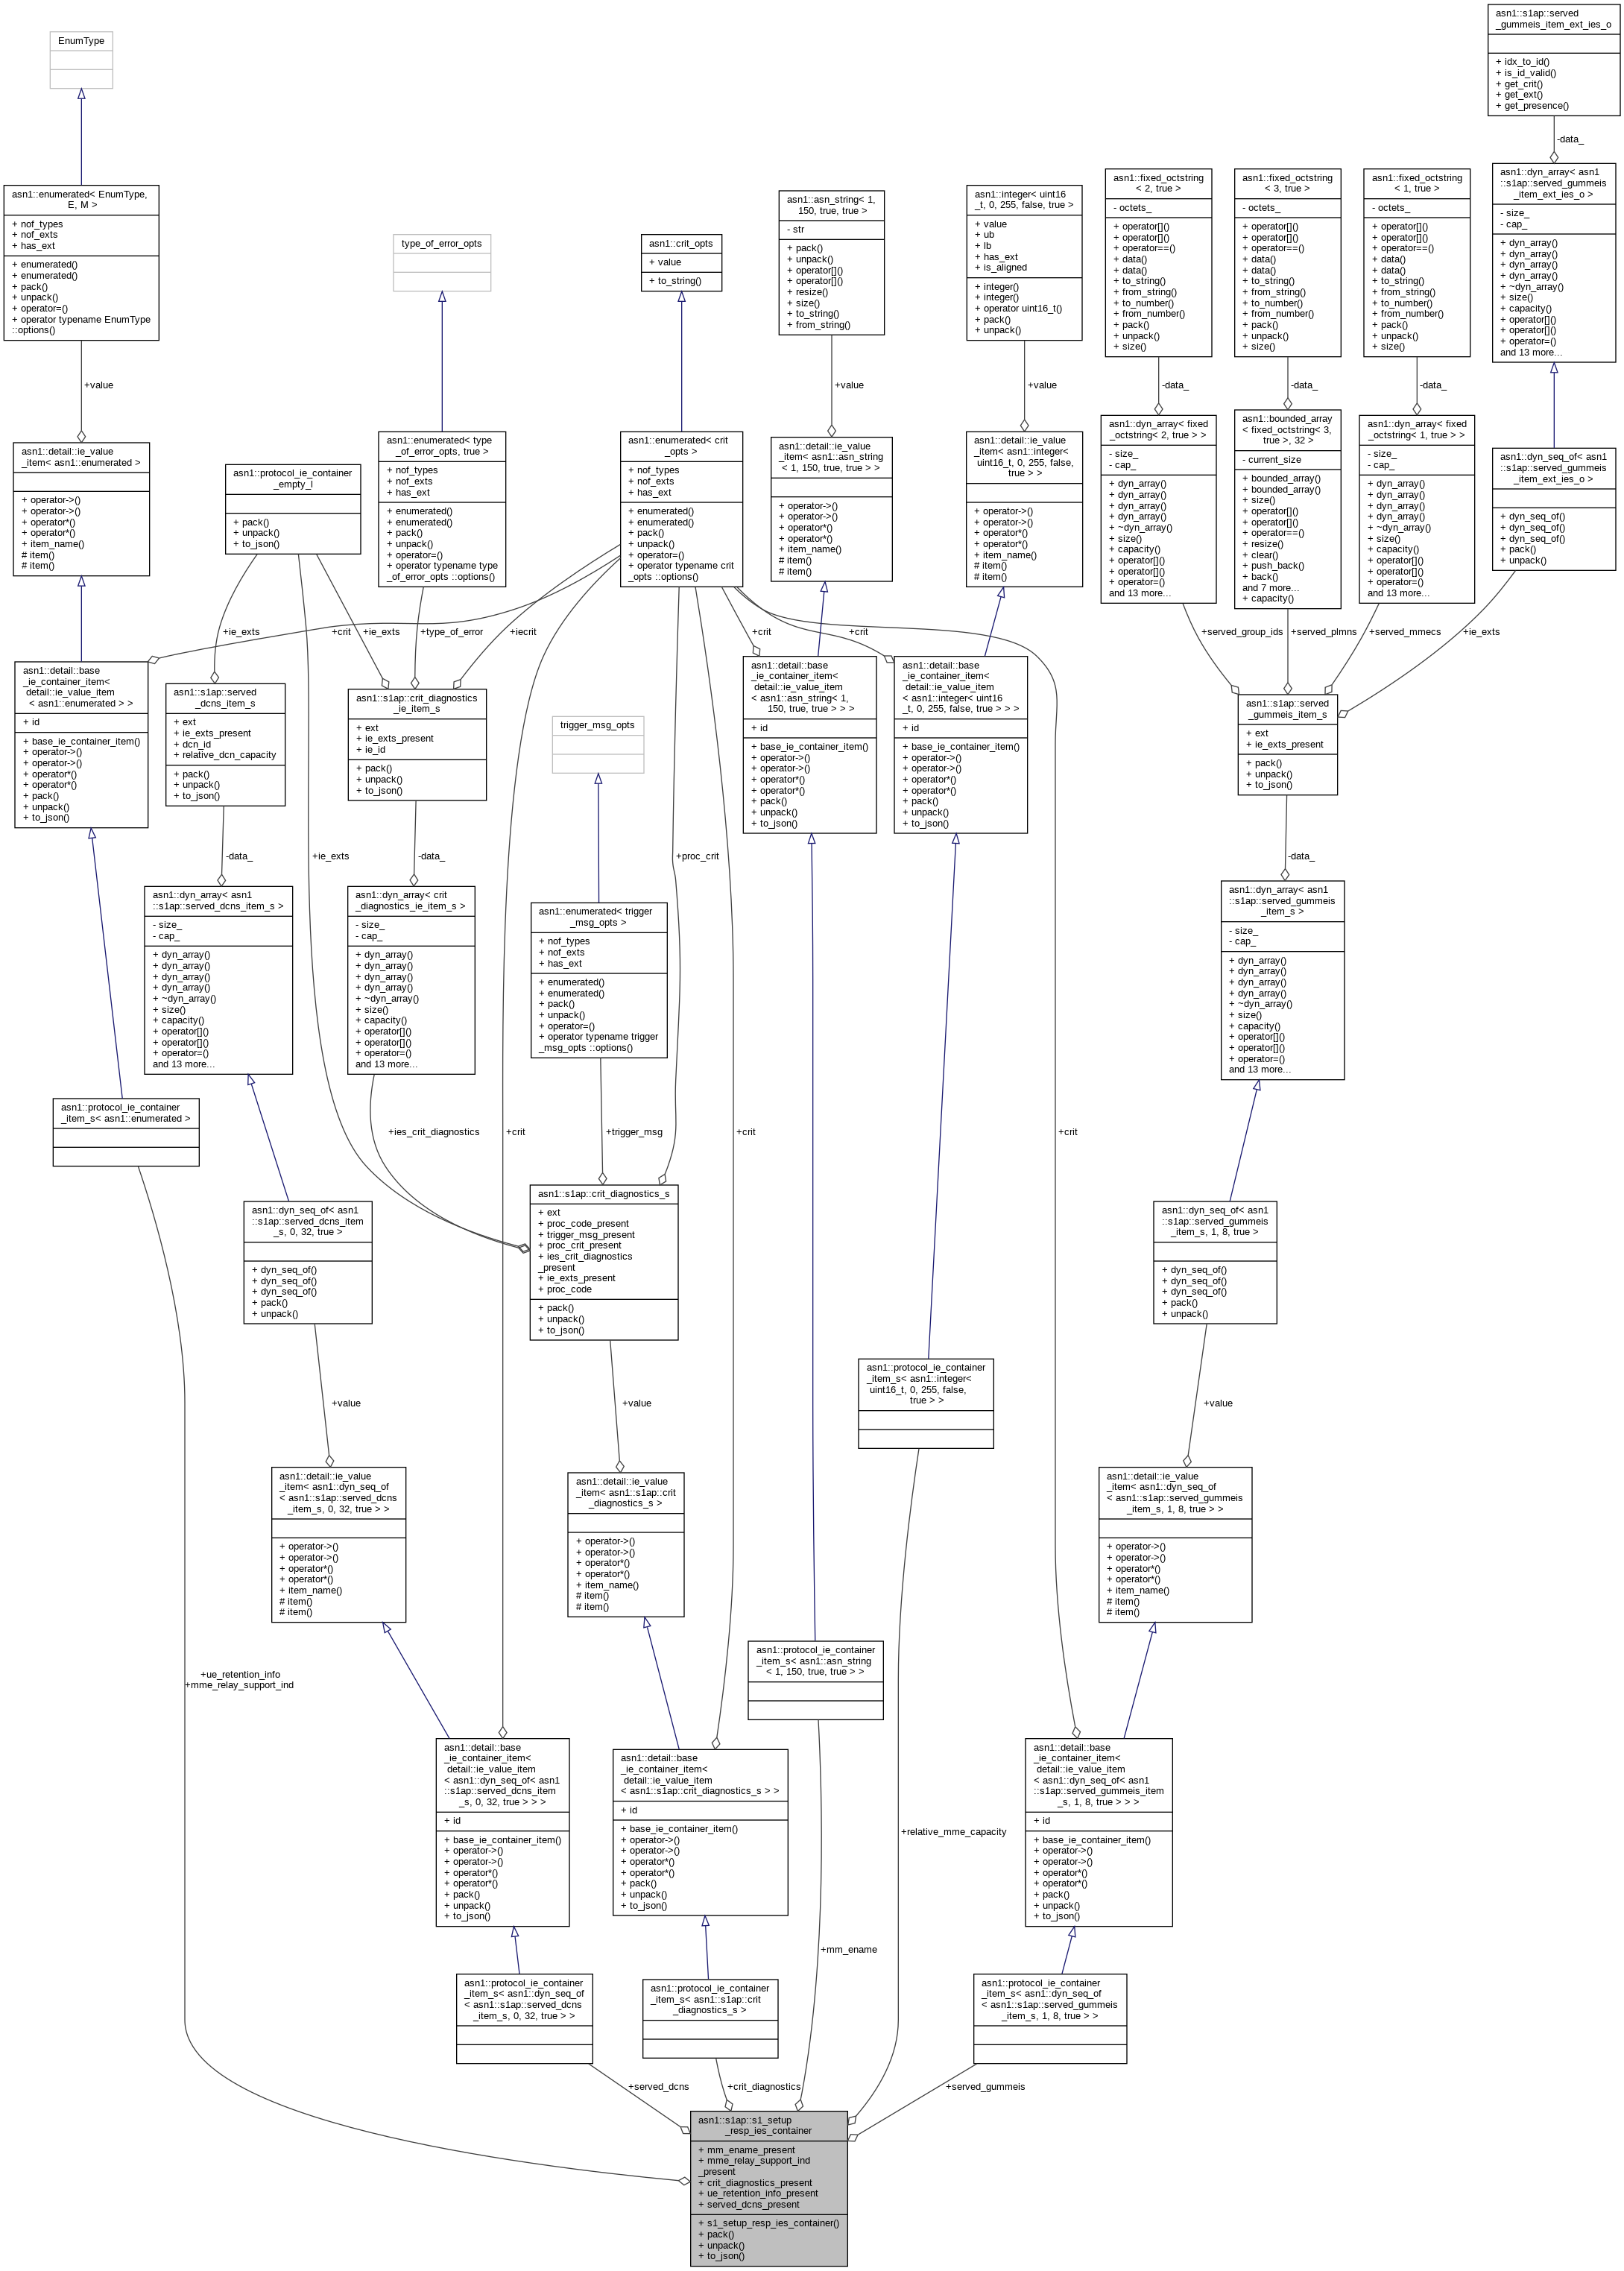 asn1::s1ap::served
_gummeis_item_ext_ies_o
+ idx_to_id()
+ is_id_valid()
+ get_crit()
+ get_ext()
+ get_presence()
EnumType
-data_
asn1::enumerated< EnumType,
E, M >
+ nof_types
+ nof_exts
+ has_ext
+ enumerated()
+ enumerated()
+ pack()
+ unpack()
+ operator=()
+ operator typename EnumType
::options()
type_of_error_opts
asn1::crit_opts
+ value
+ to_string()
asn1::asn_string< 1,
150, true, true >
- str
+ pack()
+ unpack()
+ operator[]()
+ operator[]()
+ resize()
+ size()
+ to_string()
+ from_string()
asn1::integer< uint16
_t, 0, 255, false, true >
+ value
+ ub
+ lb
+ has_ext
+ is_aligned
+ integer()
+ integer()
+ operator uint16_t()
+ pack()
+ unpack()
asn1::fixed_octstring
< 2, true >
- octets_
+ operator[]()
+ operator[]()
+ operator==()
+ data()
+ data()
+ to_string()
+ from_string()
+ to_number()
+ from_number()
+ pack()
+ unpack()
+ size()
asn1::fixed_octstring
< 3, true >
- octets_
+ operator[]()
+ operator[]()
+ operator==()
+ data()
+ data()
+ to_string()
+ from_string()
+ to_number()
+ from_number()
+ pack()
+ unpack()
+ size()
asn1::fixed_octstring
< 1, true >
- octets_
+ operator[]()
+ operator[]()
+ operator==()
+ data()
+ data()
+ to_string()
+ from_string()
+ to_number()
+ from_number()
+ pack()
+ unpack()
+ size()
asn1::dyn_array< asn1
::s1ap::served_gummeis
_item_ext_ies_o >
- size_
- cap_
+ dyn_array()
+ dyn_array()
+ dyn_array()
+ dyn_array()
+ ~dyn_array()
+ size()
+ capacity()
+ operator[]()
+ operator[]()
+ operator=()
and 13 more...
+value
+value
+value
-data_
-data_
-data_
asn1::detail::ie_value
_item< asn1::enumerated >
+ operator->()
+ operator->()
+ operator*()
+ operator*()
+ item_name()
# item()
# item()
asn1::protocol_ie_container
_empty_l
+ pack()
+ unpack()
+ to_json()
asn1::enumerated< type
_of_error_opts, true >
+ nof_types
+ nof_exts
+ has_ext
+ enumerated()
+ enumerated()
+ pack()
+ unpack()
+ operator=()
+ operator typename type
_of_error_opts ::options()
asn1::enumerated< crit
_opts >
+ nof_types
+ nof_exts
+ has_ext
+ enumerated()
+ enumerated()
+ pack()
+ unpack()
+ operator=()
+ operator typename crit
_opts ::options()
asn1::detail::ie_value
_item< asn1::asn_string
< 1, 150, true, true > >
+ operator->()
+ operator->()
+ operator*()
+ operator*()
+ item_name()
# item()
# item()
asn1::detail::ie_value
_item< asn1::integer<
uint16_t, 0, 255, false,
true > >
+ operator->()
+ operator->()
+ operator*()
+ operator*()
+ item_name()
# item()
# item()
asn1::dyn_array< fixed
_octstring< 2, true > >
- size_
- cap_
+ dyn_array()
+ dyn_array()
+ dyn_array()
+ dyn_array()
+ ~dyn_array()
+ size()
+ capacity()
+ operator[]()
+ operator[]()
+ operator=()
and 13 more...
asn1::bounded_array
< fixed_octstring< 3,
true >, 32 >
- current_size
+ bounded_array()
+ bounded_array()
+ size()
+ operator[]()
+ operator[]()
+ operator==()
+ resize()
+ clear()
+ push_back()
+ back()
and 7 more...
+ capacity()
asn1::dyn_array< fixed
_octstring< 1, true > >
- size_
- cap_
+ dyn_array()
+ dyn_array()
+ dyn_array()
+ dyn_array()
+ ~dyn_array()
+ size()
+ capacity()
+ operator[]()
+ operator[]()
+ operator=()
and 13 more...
asn1::dyn_seq_of< asn1
::s1ap::served_gummeis
_item_ext_ies_o >
+ dyn_seq_of()
+ dyn_seq_of()
+ dyn_seq_of()
+ pack()
+ unpack()
+ie_exts
+crit
+ie_exts
+type_of_error
+iecrit
+crit
+crit
+served_group_ids
+served_plmns
+served_mmecs
+ie_exts
asn1::detail::base
_ie_container_item<
detail::ie_value_item
< asn1::enumerated > >
+ id
+ base_ie_container_item()
+ operator->()
+ operator->()
+ operator*()
+ operator*()
+ pack()
+ unpack()
+ to_json()
asn1::s1ap::served
_dcns_item_s
+ ext
+ ie_exts_present
+ dcn_id
+ relative_dcn_capacity
+ pack()
+ unpack()
+ to_json()
asn1::s1ap::crit_diagnostics
_ie_item_s
+ ext
+ ie_exts_present
+ ie_id
+ pack()
+ unpack()
+ to_json()
trigger_msg_opts
asn1::detail::base
_ie_container_item<
detail::ie_value_item
< asn1::asn_string< 1,
150, true, true > > >
+ id
+ base_ie_container_item()
+ operator->()
+ operator->()
+ operator*()
+ operator*()
+ pack()
+ unpack()
+ to_json()
asn1::detail::base
_ie_container_item<
detail::ie_value_item
< asn1::integer< uint16
_t, 0, 255, false, true > > >
+ id
+ base_ie_container_item()
+ operator->()
+ operator->()
+ operator*()
+ operator*()
+ pack()
+ unpack()
+ to_json()
asn1::s1ap::served
_gummeis_item_s
+ ext
+ ie_exts_present
+ pack()
+ unpack()
+ to_json()
-data_
+ie_exts
-data_
+proc_crit
-data_
asn1::dyn_array< asn1
::s1ap::served_dcns_item_s >
- size_
- cap_
+ dyn_array()
+ dyn_array()
+ dyn_array()
+ dyn_array()
+ ~dyn_array()
+ size()
+ capacity()
+ operator[]()
+ operator[]()
+ operator=()
and 13 more...
asn1::dyn_array< crit
_diagnostics_ie_item_s >
- size_
- cap_
+ dyn_array()
+ dyn_array()
+ dyn_array()
+ dyn_array()
+ ~dyn_array()
+ size()
+ capacity()
+ operator[]()
+ operator[]()
+ operator=()
and 13 more...
asn1::enumerated< trigger
_msg_opts >
+ nof_types
+ nof_exts
+ has_ext
+ enumerated()
+ enumerated()
+ pack()
+ unpack()
+ operator=()
+ operator typename trigger
_msg_opts ::options()
asn1::dyn_array< asn1
::s1ap::served_gummeis
_item_s >
- size_
- cap_
+ dyn_array()
+ dyn_array()
+ dyn_array()
+ dyn_array()
+ ~dyn_array()
+ size()
+ capacity()
+ operator[]()
+ operator[]()
+ operator=()
and 13 more...
asn1::protocol_ie_container
_item_s< asn1::enumerated >
+ies_crit_diagnostics
+crit
+trigger_msg
+crit
+crit
asn1::dyn_seq_of< asn1
::s1ap::served_dcns_item
_s, 0, 32, true >
+ dyn_seq_of()
+ dyn_seq_of()
+ dyn_seq_of()
+ pack()
+ unpack()
asn1::s1ap::crit_diagnostics_s
+ ext
+ proc_code_present
+ trigger_msg_present
+ proc_crit_present
+ ies_crit_diagnostics
_present
+ ie_exts_present
+ proc_code
+ pack()
+ unpack()
+ to_json()
asn1::dyn_seq_of< asn1
::s1ap::served_gummeis
_item_s, 1, 8, true >
+ dyn_seq_of()
+ dyn_seq_of()
+ dyn_seq_of()
+ pack()
+ unpack()
asn1::protocol_ie_container
_item_s< asn1::integer<
uint16_t, 0, 255, false,
true > >
+value
+value
+value
asn1::detail::ie_value
_item< asn1::dyn_seq_of
< asn1::s1ap::served_dcns
_item_s, 0, 32, true > >
+ operator->()
+ operator->()
+ operator*()
+ operator*()
+ item_name()
# item()
# item()
asn1::detail::ie_value
_item< asn1::s1ap::crit
_diagnostics_s >
+ operator->()
+ operator->()
+ operator*()
+ operator*()
+ item_name()
# item()
# item()
asn1::detail::ie_value
_item< asn1::dyn_seq_of
< asn1::s1ap::served_gummeis
_item_s, 1, 8, true > >
+ operator->()
+ operator->()
+ operator*()
+ operator*()
+ item_name()
# item()
# item()
+ue_retention_info
+mme_relay_support_ind
asn1::protocol_ie_container
_item_s< asn1::asn_string
< 1, 150, true, true > >
asn1::detail::base
_ie_container_item<
detail::ie_value_item
< asn1::dyn_seq_of< asn1
::s1ap::served_dcns_item
_s, 0, 32, true > > >
+ id
+ base_ie_container_item()
+ operator->()
+ operator->()
+ operator*()
+ operator*()
+ pack()
+ unpack()
+ to_json()
asn1::detail::base
_ie_container_item<
detail::ie_value_item
< asn1::s1ap::crit_diagnostics_s > >
+ id
+ base_ie_container_item()
+ operator->()
+ operator->()
+ operator*()
+ operator*()
+ pack()
+ unpack()
+ to_json()
+relative_mme_capacity
asn1::detail::base
_ie_container_item<
detail::ie_value_item
< asn1::dyn_seq_of< asn1
::s1ap::served_gummeis_item
_s, 1, 8, true > > >
+ id
+ base_ie_container_item()
+ operator->()
+ operator->()
+ operator*()
+ operator*()
+ pack()
+ unpack()
+ to_json()
+mm_ename
asn1::protocol_ie_container
_item_s< asn1::dyn_seq_of
< asn1::s1ap::served_dcns
_item_s, 0, 32, true > >
asn1::protocol_ie_container
_item_s< asn1::s1ap::crit
_diagnostics_s >
asn1::protocol_ie_container
_item_s< asn1::dyn_seq_of
< asn1::s1ap::served_gummeis
_item_s, 1, 8, true > >
+served_dcns
+crit_diagnostics
+served_gummeis
asn1::s1ap::s1_setup
_resp_ies_container
+ mm_ename_present
+ mme_relay_support_ind
_present
+ crit_diagnostics_present
+ ue_retention_info_present
+ served_dcns_present
+ s1_setup_resp_ies_container()
+ pack()
+ unpack()
+ to_json()